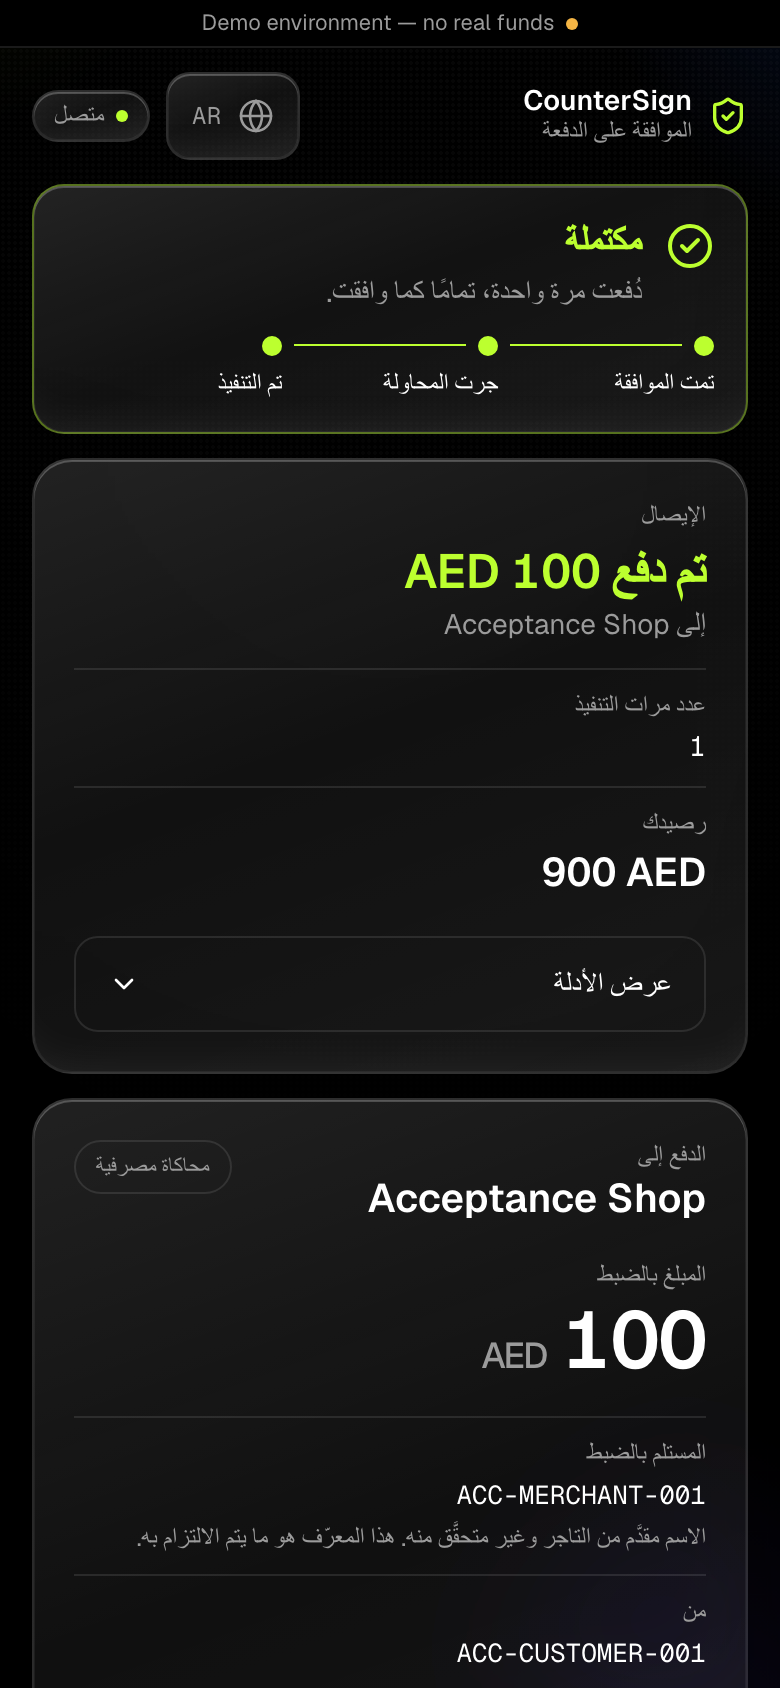 Demo environment — no real funds
CounterSign
الموافقة على الدفعة
AR
متصل
مكتملة
دُفعت مرة واحدة، تمامًا كما وافقت.
تمت الموافقة
جرت المحاولة
تم التنفيذ
الإيصال
تم دفع 100 AED
إلى Acceptance Shop
عدد مرات التنفيذ
1
رصيدك
900 AED
عرض الأدلة
الدفع إلى
محاكاة مصرفية
Acceptance Shop
المبلغ بالضبط
100 AED
المستلم بالضبط
ACC-MERCHANT-001
الاسم مقدَّم من التاجر وغير متحقَّق منه. هذا المعرّف هو ما يتم الالتزام به.
من
ACC-CUSTOMER-001